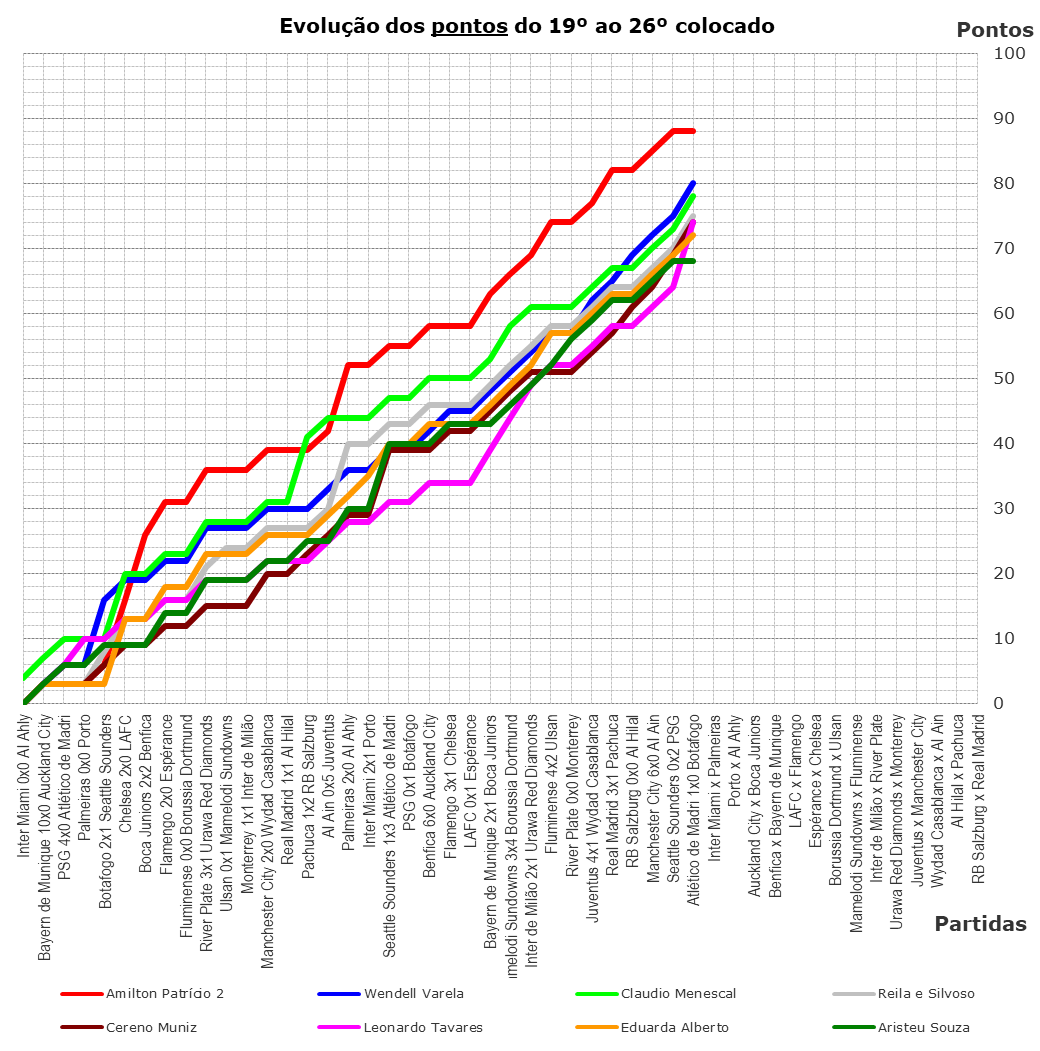 Evolução dos pontos do 19º ao 26º colocado
Pontos
100
90
80
70
60
50
40
30
20
10
0
Inter Miami 0x0 Al Ahly
Bayern de Munique 10x0 Auckland City
PSG 4x0 Atlético de Madri
Palmeiras 0x0 Porto
Botafogo 2x1 Seattle Sounders
Chelsea 2x0 LAFC
Boca Juniors 2x2 Benfica
Flamengo 2x0 Espérance
Fluminense 0x0 Borussia Dortmund
River Plate 3x1 Urawa Red Diamonds
Ulsan 0x1 Mamelodi Sundowns
Monterrey 1x1 Inter de Milão
Manchester City 2x0 Wydad Casablanca
Real Madrid 1x1 Al Hilal
Pachuca 1x2 RB Salzburg
Al Ain 0x5 Juventus
Palmeiras 2x0 Al Ahly
Inter Miami 2x1 Porto
Seattle Sounders 1x3 Atlético de Madri
PSG 0x1 Botafogo
Benfica 6x0 Auckland City
Flamengo 3x1 Chelsea
LAFC 0x1 Espérance
Bayern de Munique 2x1 Boca Juniors
melodi Sundowns 3x4 Borussia Dortmund
Inter de Milão 2x1 Urawa Red Diamonds
Fluminense 4x2 Ulsan
River Plate 0x0 Monterrey
Juventus 4x1 Wydad Casablanca
Real Madrid 3x1 Pachuca
RB Salzburg 0x0 Al Hilal
Manchester City 6x0 Al Ain
Seattle Sounders 0x2 PSG
Atlético de Madri 1x0 Botafogo
Inter Miami x Palmeiras
Porto x Al Ahly
Auckland City x Boca Juniors
Benfica x Bayern de Munique
LAFC x Flamengo
Espérance x Chelsea
Borussia Dortmund x Ulsan
Mamelodi Sundowns x Fluminense
Inter de Milão x River Plate
Urawa Red Diamonds x Monterrey
Juventus x Manchester City
Wydad Casablanca x Al Ain
Al Hilal x Pachuca
RB Salzburg x Real Madrid
Partidas
Amilton Patrício 2
Wendell Varela
Claudio Menescal
Reila e Silvoso
Cereno Muniz
Leonardo Tavares
Eduarda Alberto
Aristeu Souza